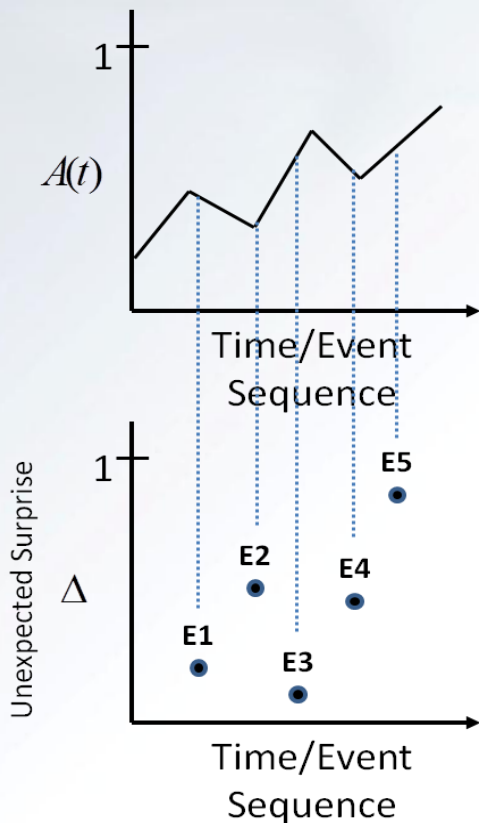 1
A(t)
Time/Event
Sequence
Unexpected Surprise
1
Δ
E5
E2
E4
E1
E3
Time/Event
Sequence